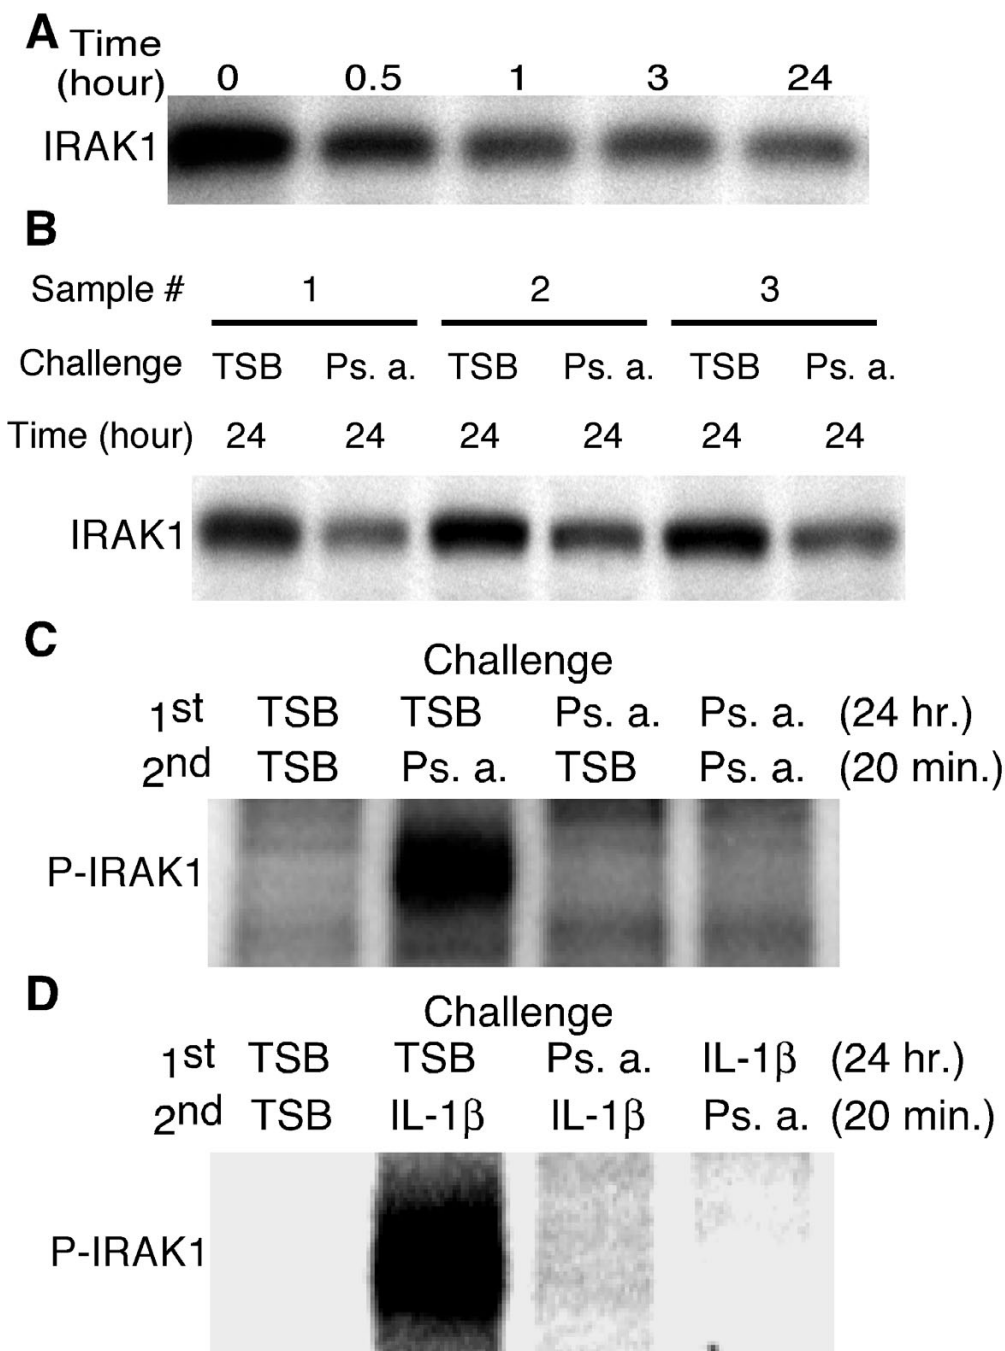 A Time
(hour) 0 0.5 1 3 24
IRAK1
B
Sample # 1 2 3
Challenge TSB Ps. a. TSB Ps. a. TSB Ps. a.
Time (hour) 24 24 24 24 24 24
IRAK1
C
Challenge
1st TSB TSB Ps. a. Ps. a. (24 hr.)
2nd TSB Ps. a. TSB Ps. a. (20 min.)
P-IRAK1
D
Challenge
1st TSB TSB Ps. a. IL-1β (24 hr.)
2nd TSB IL-1β IL-1β Ps. a. (20 min.)
P-IRAK1